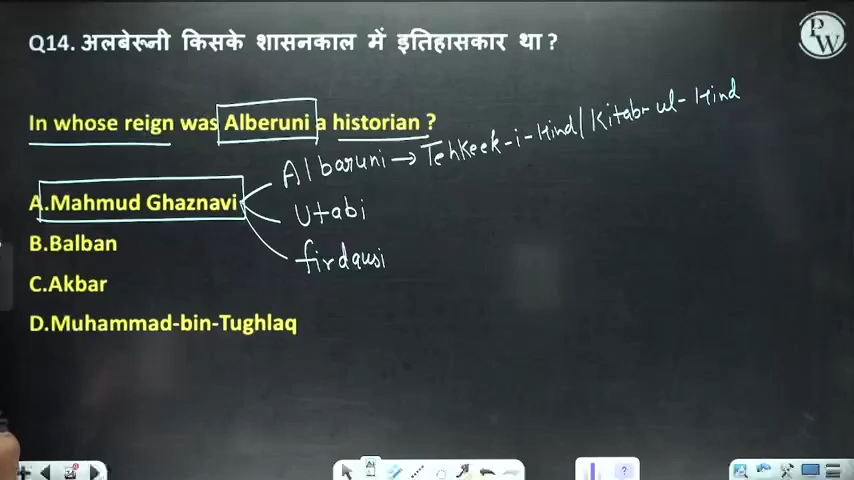 Q14. अलबेरूनी किसके शासनकाल में इतिहासकार था ?
PW
In whose reign was Alberuni a historian ?
Albaruni → Tehkeek-i-Hind/Kitab-ul-Hind
A.Mahmud Ghaznavi
Utabi
B.Balban
firdausi
C.Akbar
D.Muhammad-bin-Tughlaq